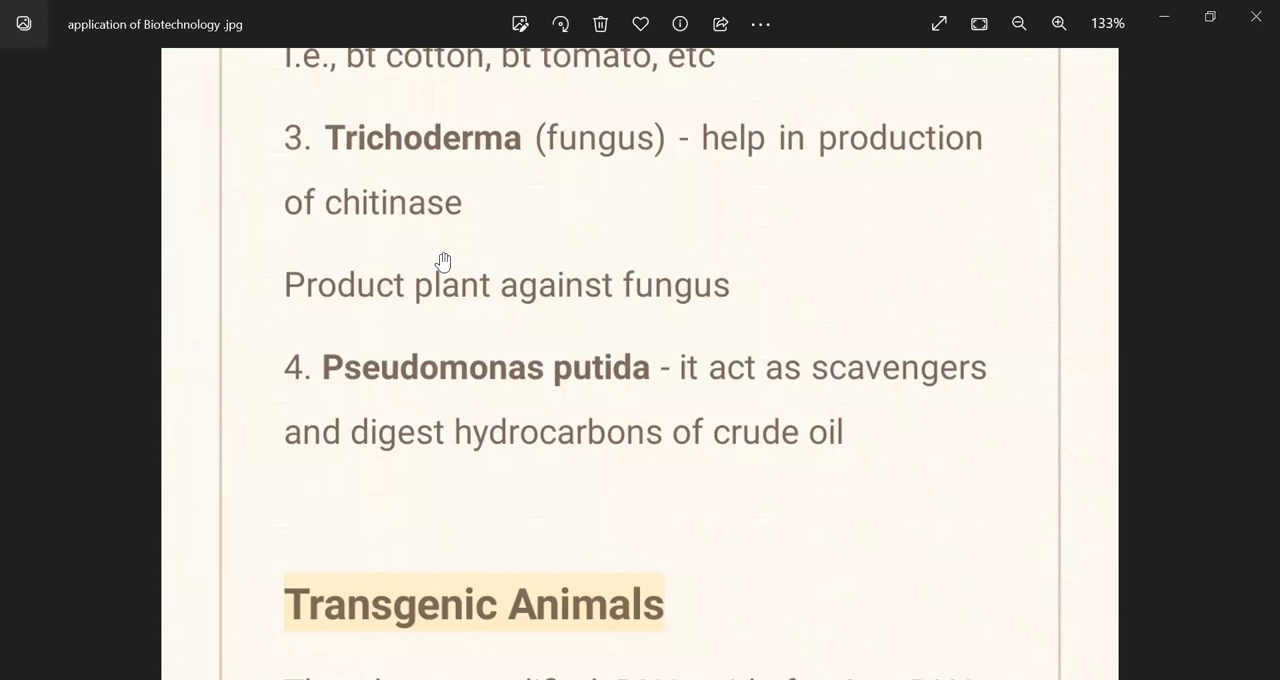 application of Biotechnology .jpg
133%
I.e., bt cotton, bt tomato, etc
3. Trichoderma (fungus) - help in production
of chitinase
Product plant against fungus
4. Pseudomonas putida - it act as scavengers
and digest hydrocarbons of crude oil
Transgenic Animals